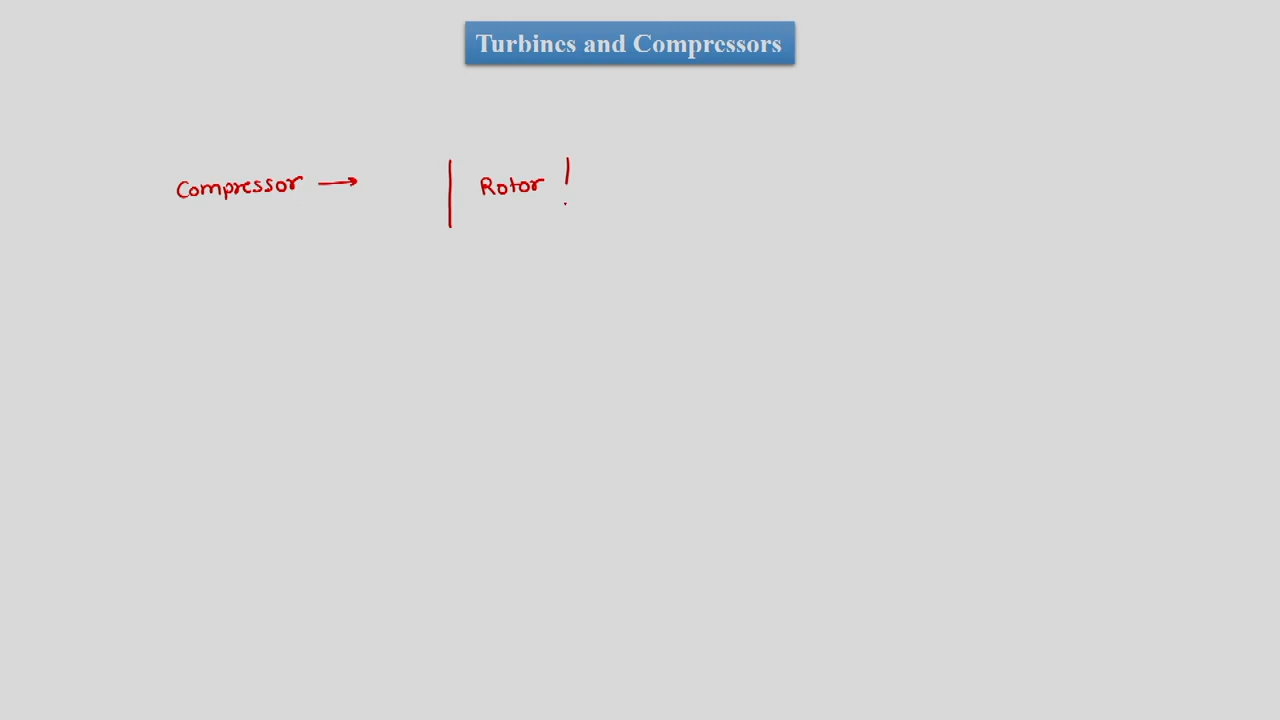 Turbines and Compressors
Compressor → | Rotor |